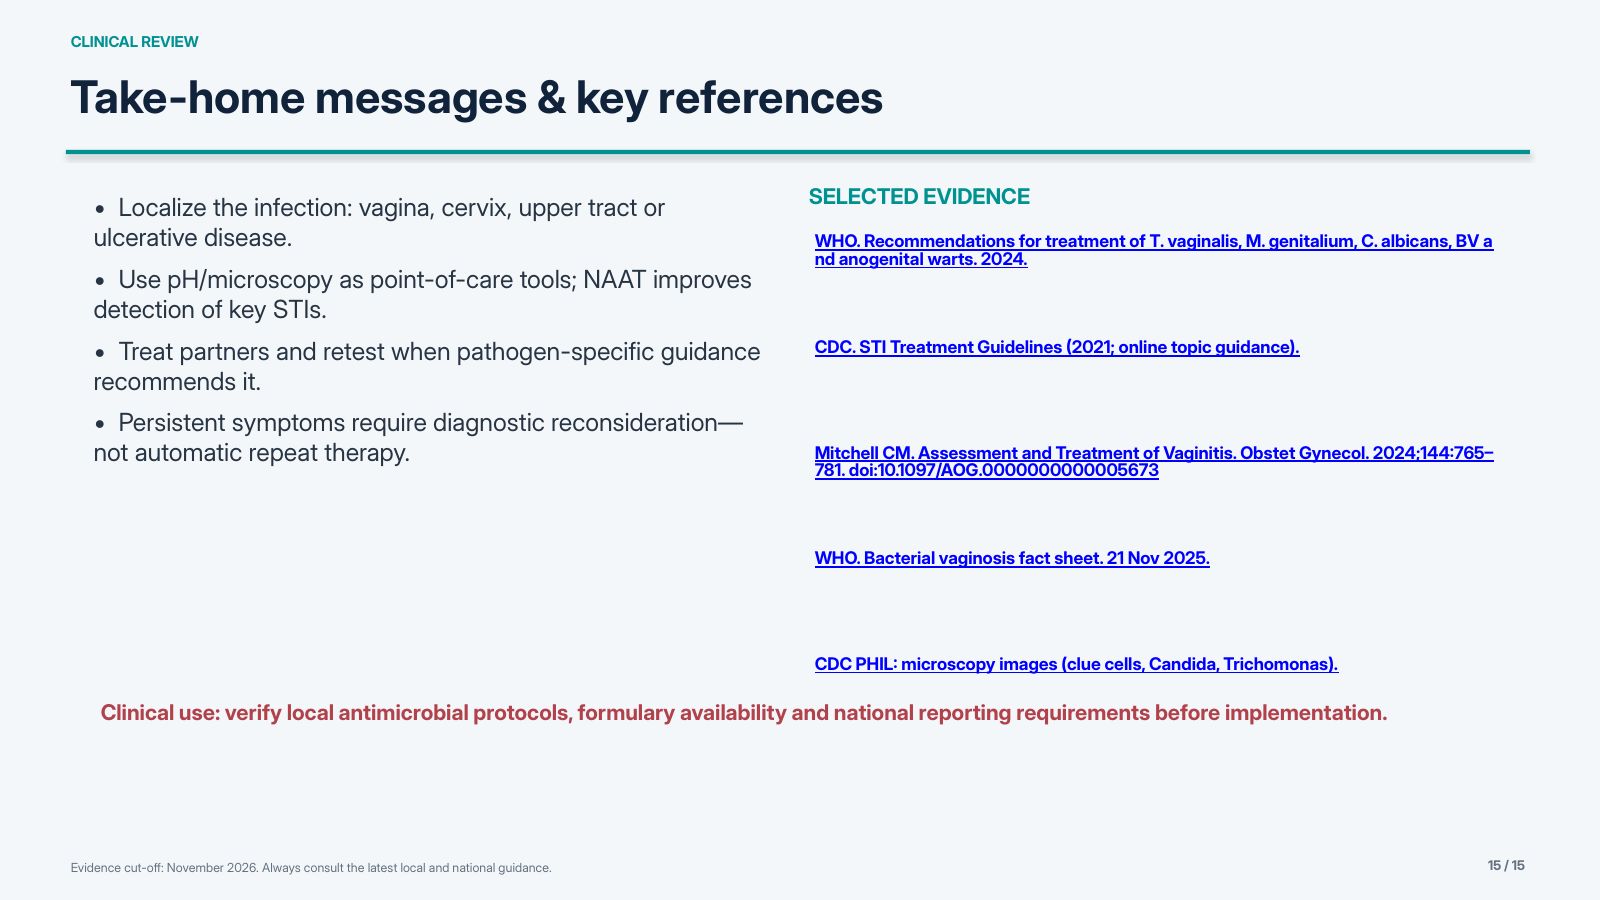 CLINICAL REVIEW
Take-home messages & key references
• Localize the infection: vagina, cervix, upper tract or
ulcerative disease.
• Use pH/microscopy as point-of-care tools; NAAT improves
detection of key STIs.
• Treat partners and retest when pathogen-specific guidance
recommends it.
• Persistent symptoms require diagnostic reconsideration—
not automatic repeat therapy.
SELECTED EVIDENCE
WHO. Recommendations for treatment of T. vaginalis, M. genitalium, C. albicans, BV a
nd anogenital warts. 2024.
CDC. STI Treatment Guidelines (2021; online topic guidance).
Mitchell CM. Assessment and Treatment of Vaginitis. Obstet Gynecol. 2024;144:765–
781. doi:10.1097/AOG.0000000000005673
WHO. Bacterial vaginosis fact sheet. 21 Nov 2025.
CDC PHIL: microscopy images (clue cells, Candida, Trichomonas).
Clinical use: verify local antimicrobial protocols, formulary availability and national reporting requirements before implementation.
Evidence cut-off: November 2026. Always consult the latest local and national guidance.
15 / 15